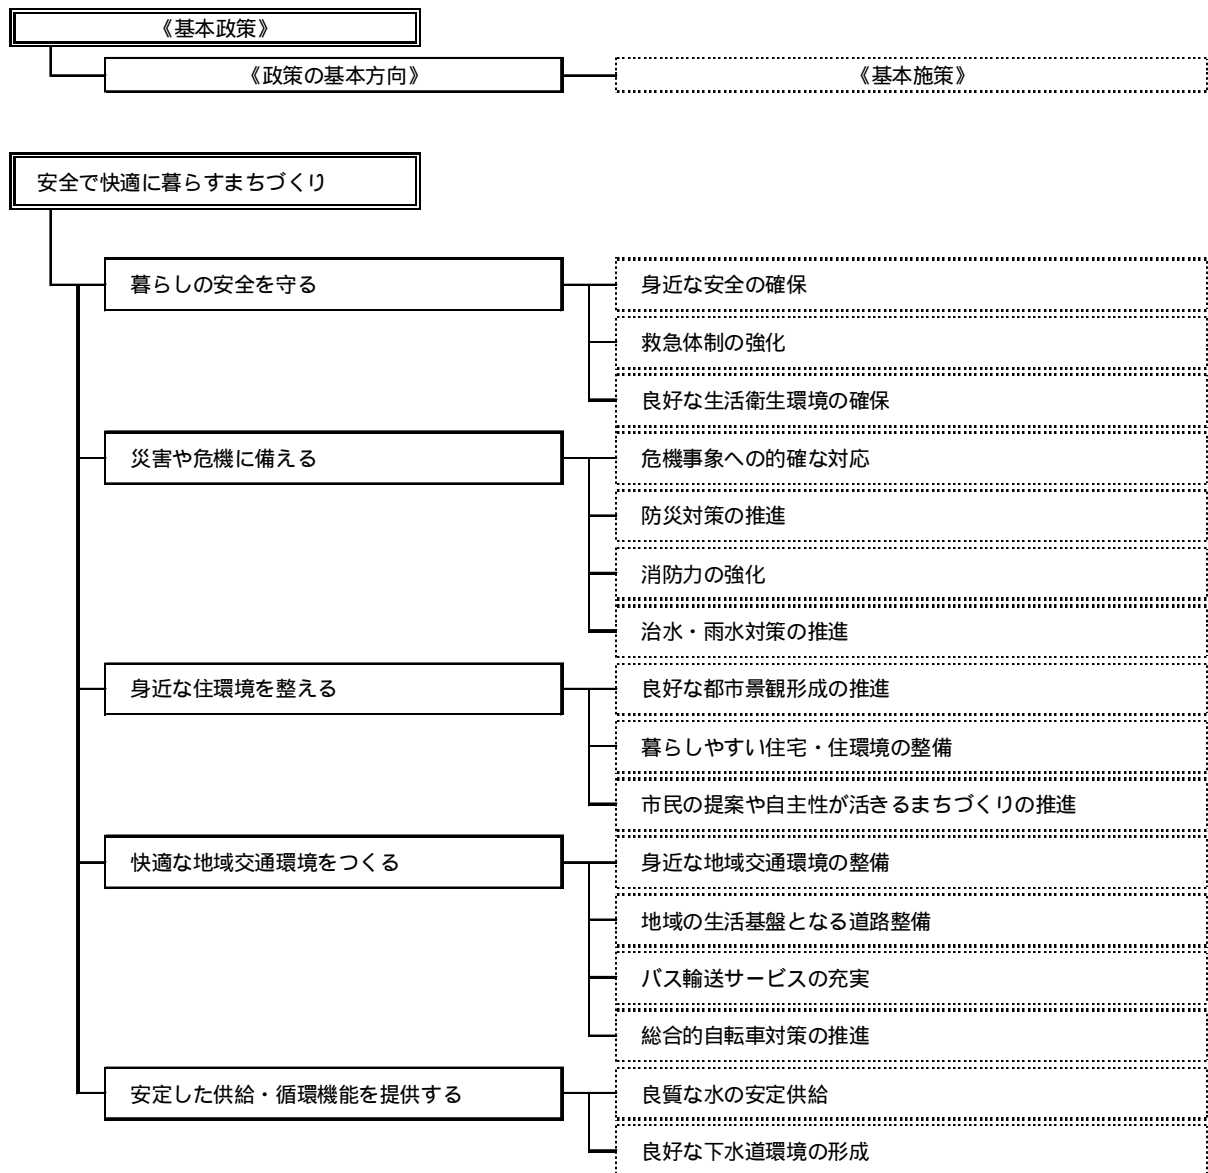 《基本政策》
《政策の基本方向》
《基本施策》
安全で快適に暮らすまちづくり
暮らしの安全を守る
身近な安全の確保
救急体制の強化
良好な生活衛生環境の確保
災害や危機に備える
危機事象への的確な対応
防災対策の推進
消防力の強化
治水・雨水対策の推進
身近な住環境を整える
良好な都市景観形成の推進
暮らしやすい住宅・住環境の整備
市民の提案や自主性が活きるまちづくりの推進
快適な地域交通環境をつくる
身近な地域交通環境の整備
地域の生活基盤となる道路整備
バス輸送サービスの充実
総合的自転車対策の推進
安定した供給・循環機能を提供する
良質な水の安定供給
良好な下水道環境の形成